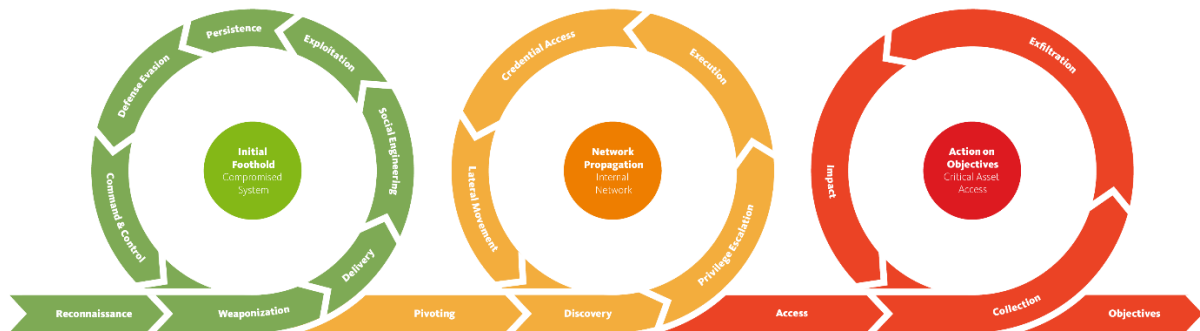 Reconnaissance
Weaponization
Delivery
Social Engineering
Exploitation
Persistence
Defense Evasion
Command & Control
Initial
Foothold
Compromised
System
Pivoting
Discovery
Privilege Escalation
Execution
Credential Access
Lateral Movement
Network
Propagation
Internal
Network
Access
Collection
Exfiltration
Impact
Action on
Objectives
Critical Asset
Access
Objectives